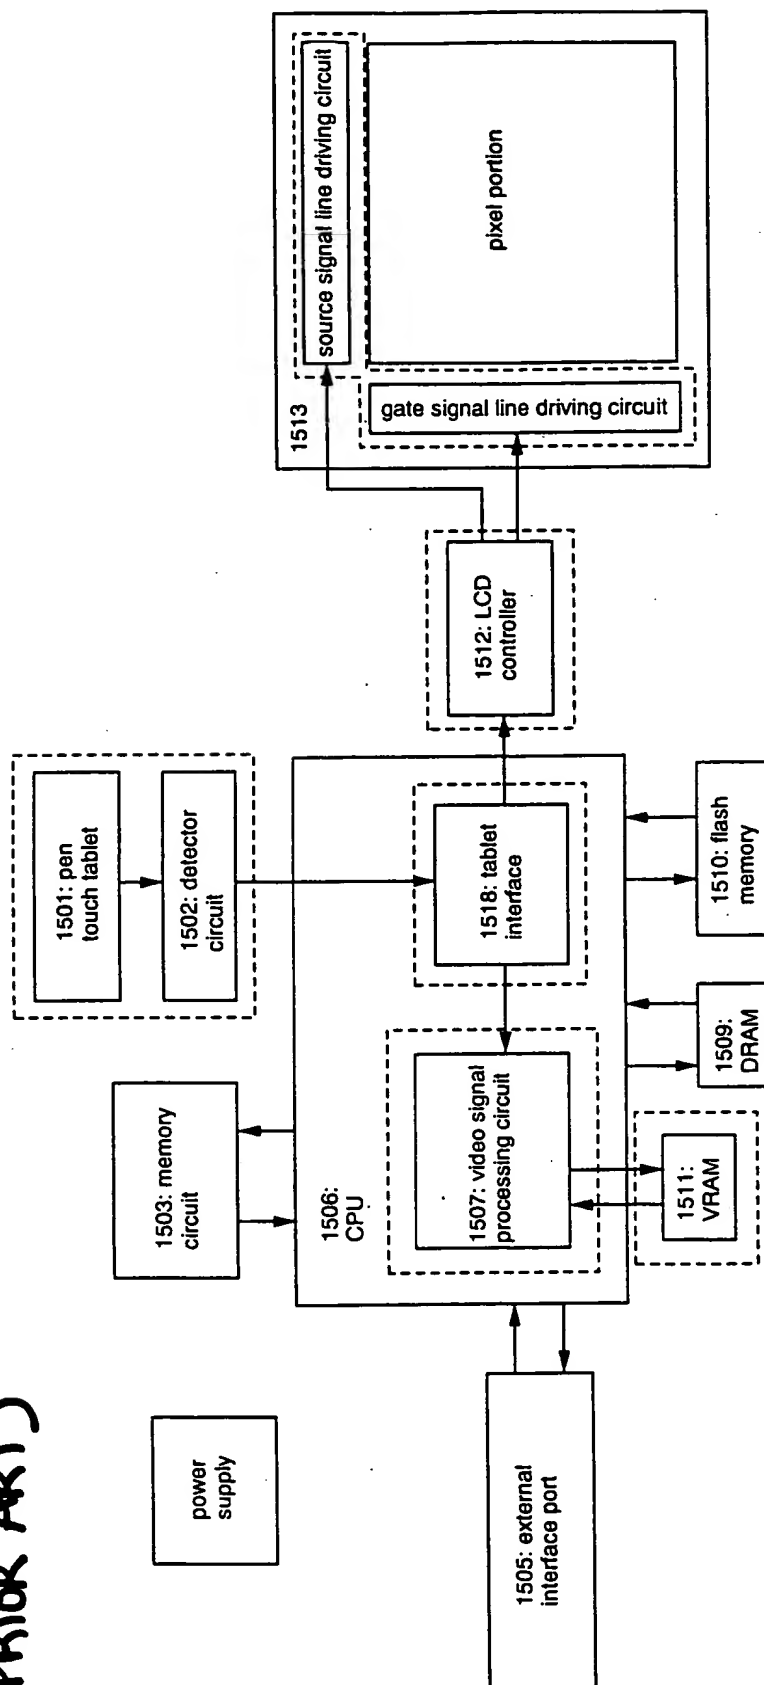 PRIOR ART)
power
supply
1505: external
interface port
1503: memory
circuit
1506:
CPU
1507: video signal
processing circuit
1511:
VRAM
1501: pen
touch tablet
1502: detector
circuit
1518: tablet
interface
1509:
DRAM
1510: flash
memory
1512: LCD
controller
1513
source signal line driving circuit
gate signal line driving circuit
pixel portion